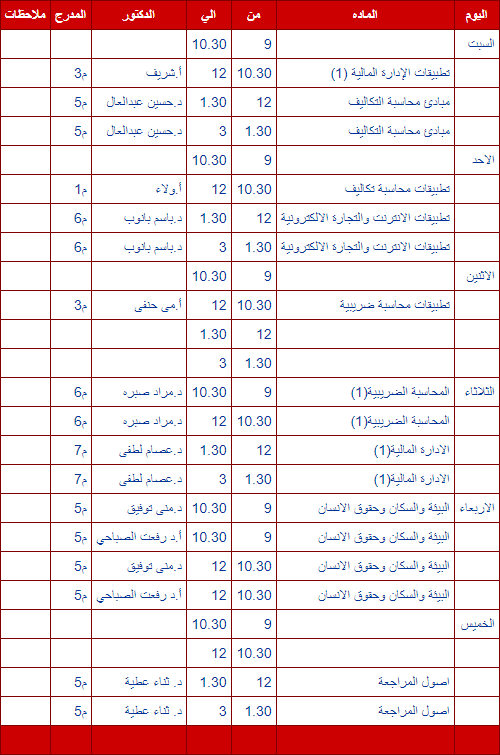 اليوم الماده من الي الدكتور المدرج ملاحظات
السبت 9 10.30
تطبيقات الإدارة المالية (1) 10.30 12 أ.شريف م3
مبادئ محاسبة التكاليف 12 1.30 د.حسين عبدالعال م5
مبادئ محاسبة التكاليف 1.30 3 د.حسين عبدالعال م5
الاحد 9 10.30
تطبيقات محاسبة تكاليف 10.30 12 أ.ولاء م1
تطبيقات الانترنت والتجارة الالكترونية 12 1.30 د.باسم بانوب م6
تطبيقات الانترنت والتجارة الالكترونية 1.30 3 د.باسم بانوب م6
الاثنين 9 10.30
تطبيقات محاسبة ضريبية 10.30 12 أ.مى حنفى م3
12 1.30
1.30 3
الثلاثاء المحاسبة الضريبية(1) 9 10.30 د.مراد صبره م6
المحاسبة الضريبية(1) 10.30 12 د.مراد صبره م6
الادارة المالية(1) 12 1.30 د.عصام لطفى م7
الادارة المالية(1) 1.30 3 د.عصام لطفى م7
الاربعاء البيئة والسكان وحقوق الانسان 9 10.30 د.منى توفيق م5
البيئة والسكان وحقوق الانسان 9 10.30 أ.د رفعت الصباحي م5
البيئة والسكان وحقوق الانسان 10.30 12 د.منى توفيق م5
البيئة والسكان وحقوق الانسان 10.30 12 أ.د رفعت الصباحي م5
الخميس 9 10.30
10.30 12
اصول المراجعة 12 1.30 د. ثناء عطية م5
اصول المراجعة 1.30 3 د. ثناء عطية م5